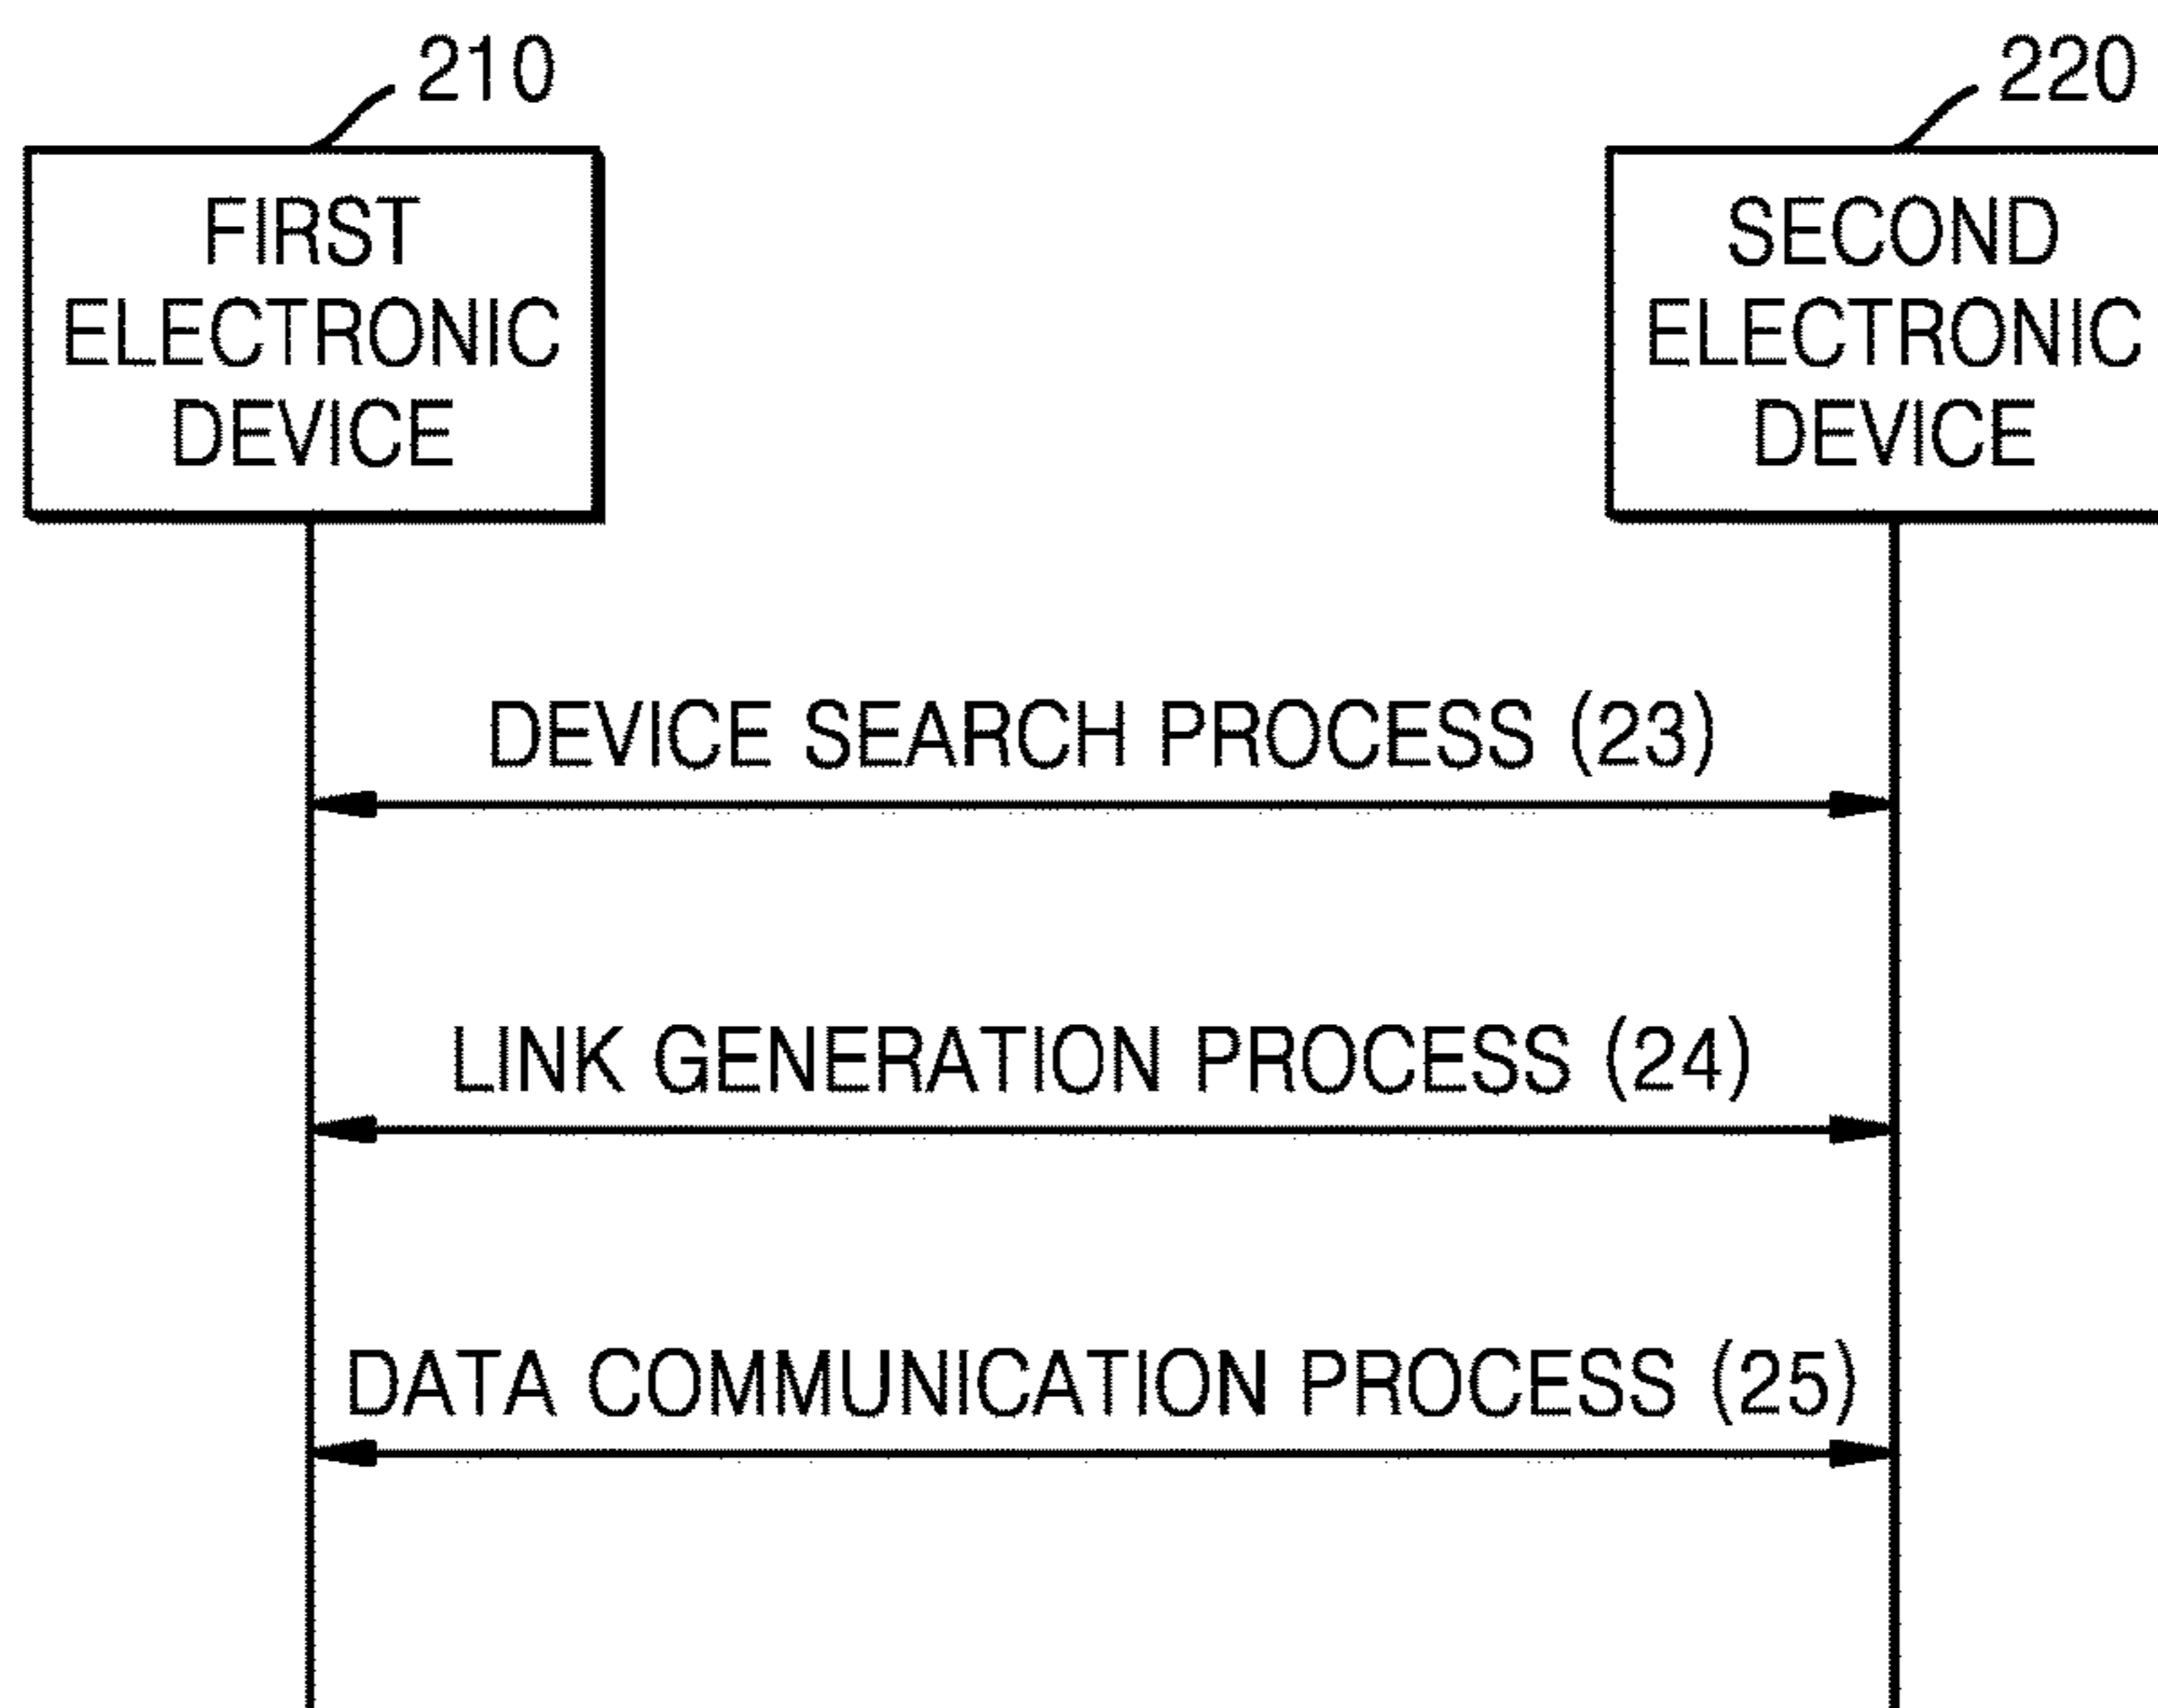 210
FIRST
ELECTRONIC
DEVICE
220
SECOND
ELECTRONIC
DEVICE
DEVICE SEARCH PROCESS (23)
LINK GENERATION PROCESS (24)
DATA COMMUNICATION PROCESS (25)